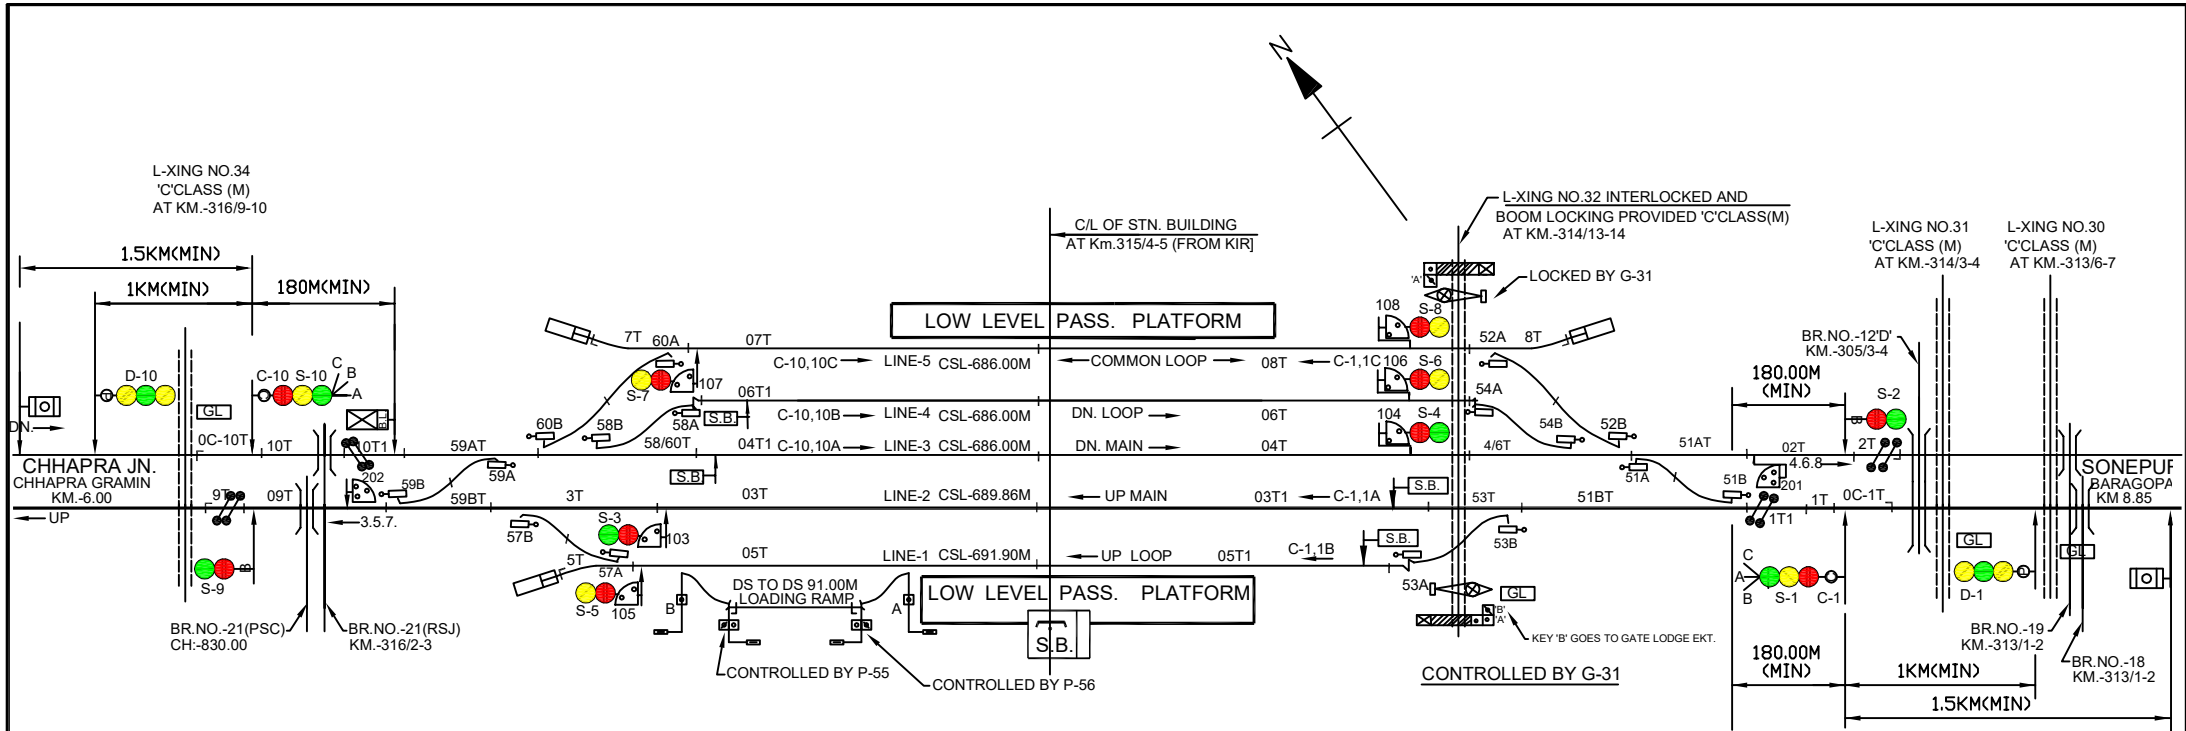 N
L-XING NO.34
'C'CLASS (M)
AT KM.-316/9-10
1.5KM(MIN)
1KM(MIN)
180M(MIN)
C/L OF STN. BUILDING
AT Km.315/4-5 (FROM KIR]
L-XING NO.32 INTERLOCKED AND
BOOM LOCKING PROVIDED 'C'CLASS(M)
AT KM.-314/13-14
'A'
LOCKED BY G-31
L-XING NO.31
'C'CLASS (M)
AT KM.-314/3-4
L-XING NO.30
'C'CLASS (M)
AT KM.-313/6-7
BR.NO.-12'D'
KM.-305/3-4
180.00M
(MIN)
LOW LEVEL PASS. PLATFORM
108
S-8
7T
60A
07T
C-10,10C
LINE-5
CSL-686.00M
COMMON LOOP
08T
C-1,1C
52A
8T
D-10
C-10
S-10
C
B
A
GL
B.L
S-7
107
106
S-6
06T1
S.B.
C-10,10B
LINE-4
CSL-686.00M
DN. LOOP
06T
54A
104
S-4
S-2
B
DN.
0C-10T
10T
10T1
59AT
60B
58B
58A
58/60T
04T1
C-10,10A
LINE-3
CSL-686.00M
DN. MAIN
04T
4/6T
54B
52B
51AT
02T
2T
4.6.8
CHHAPRA JN.
CHHAPRA GRAMIN
KM.-6.00
202
59B
59A
S.B
S.B.
51A
51B
201
SONEPUR
BARAGOPA
KM 8.85
9T
09T
59BT
3T
03T
LINE-2
CSL-689.86M
UP MAIN
03T1
C-1,1A
53T
51BT
1T1
1T
0C-1T
UP
3.5.7.
57B
S-3
103
S.B.
53B
GL
GL
S-9
B
5T
57A
05T
LINE-1
CSL-691.90M
UP LOOP
05T1
C-1,1B
53A
GL
S-5
105
B
DS TO DS 91.00M
LOADING RAMP
A
LOW LEVEL PASS. PLATFORM
S.B.
'B'
'A'
C
A
B
S-1
C-1
D-1
KEY 'B' GOES TO GATE LODGE EKT.
BR.NO.-21(PSC)
CH:-830.00
BR.NO.-21(RSJ)
KM.-316/2-3
CONTROLLED BY P-55
CONTROLLED BY P-56
CONTROLLED BY G-31
180.00M
(MIN)
1KM(MIN)
1.5KM(MIN)
BR.NO.-19
KM.-313/1-2
BR.NO.-18
KM.-313/1-2